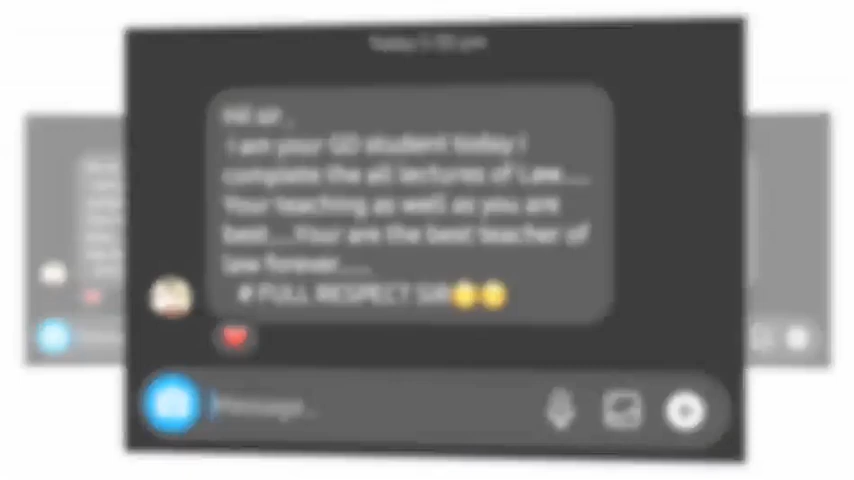 Hii sir,
I am your GD student today I
complete the all lectures of Law....
Your teaching as well as you are
best....Your are the best teacher of
law forever.....
# FULL RESPECT SIR
Message...